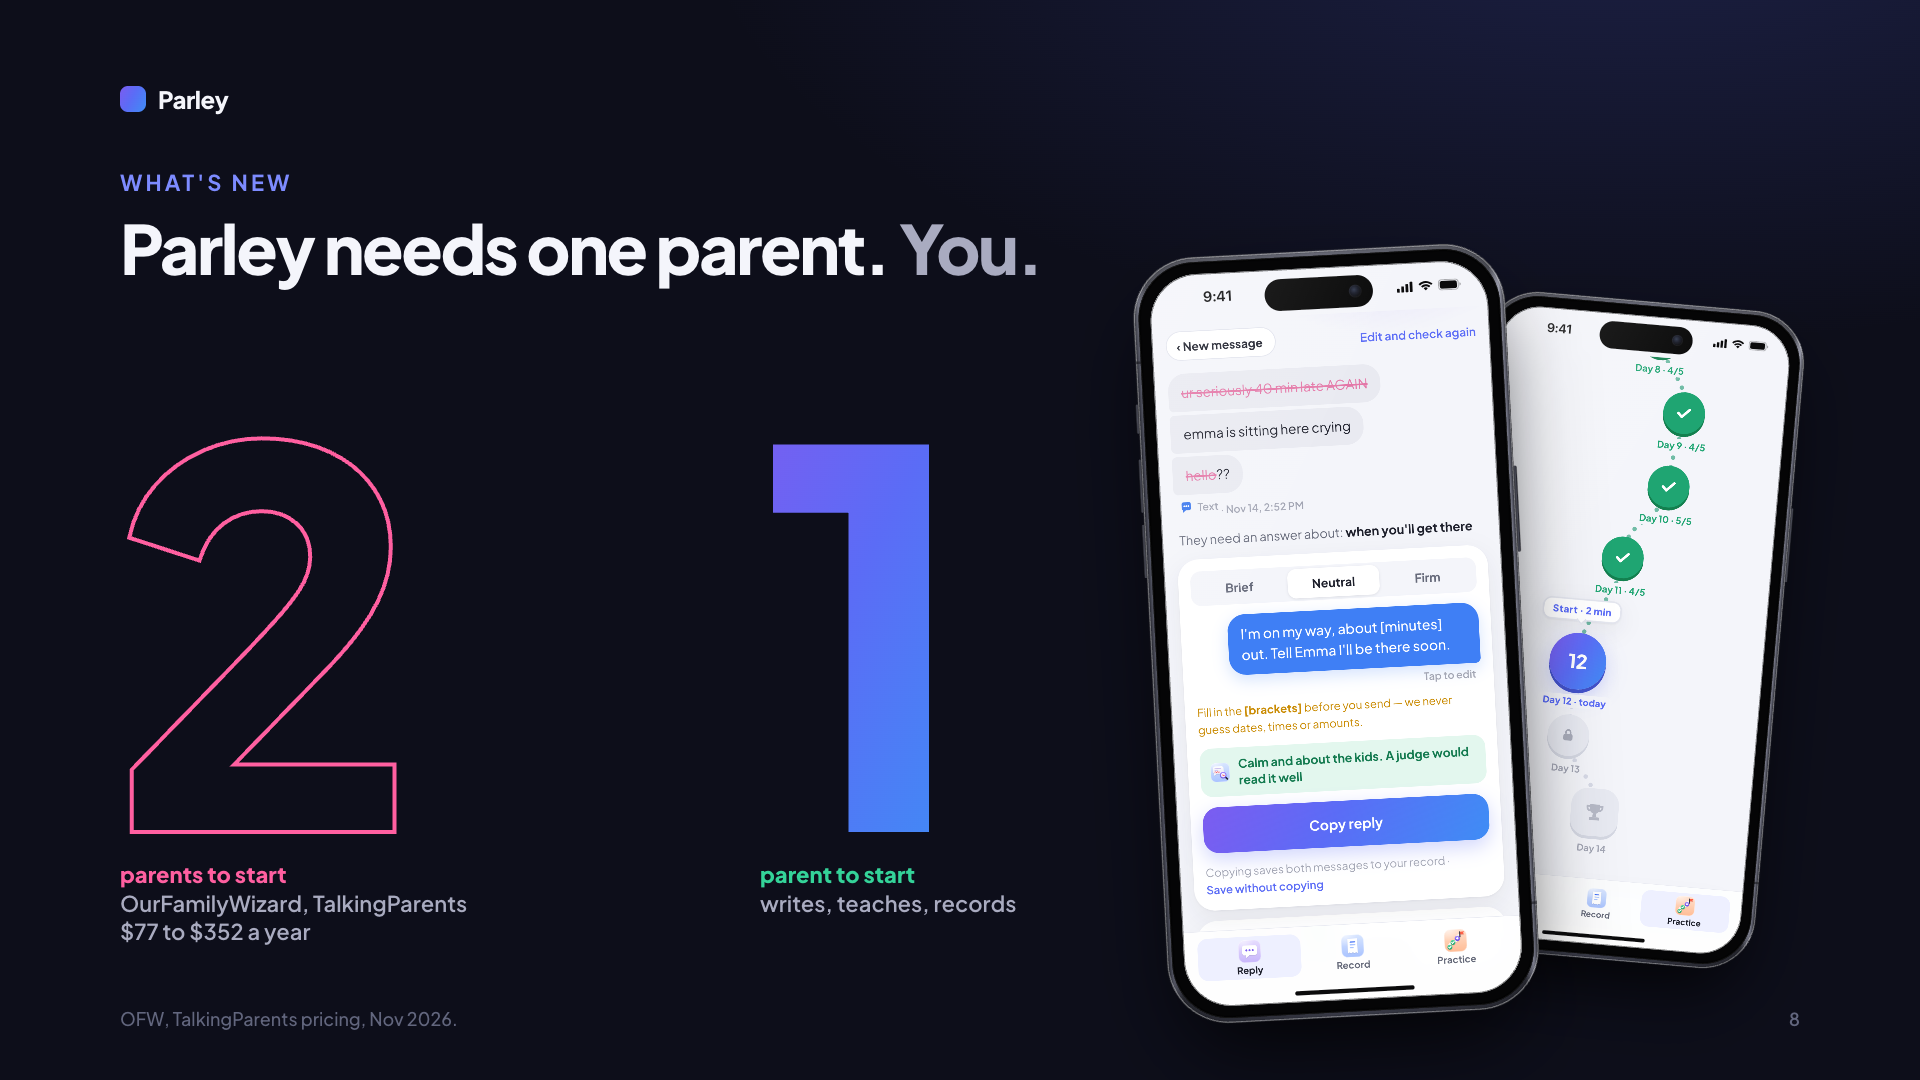 Parley
WHAT'S NEW
Parley needs one parent. You.
2
parents to start
OurFamilyWizard, TalkingParents
$77 to $352 a year
1
parent to start
writes, teaches, records
9:41
‹ New message
Edit and check again
ur seriously 40 min late AGAIN
emma is sitting here crying
hello??
Text · Nov 14, 2:52 PM
They need an answer about: when you'll get there
Brief
Neutral
Firm
I'm on my way, about [minutes]
out. Tell Emma I'll be there soon.
Tap to edit
Fill in the [brackets] before you send — we never
guess dates, times or amounts.
Calm and about the kids. A judge would
read it well
Copy reply
Copying saves both messages to your record ·
Save without copying
Reply
Record
Practice
9:41
Day 8 · 4/5
Day 9 · 4/5
Day 10 · 5/5
Day 11 · 4/5
Start · 2 min
12
Day 12 · today
Day 13
Day 14
Record
Practice
OFW, TalkingParents pricing, Nov 2026.
8